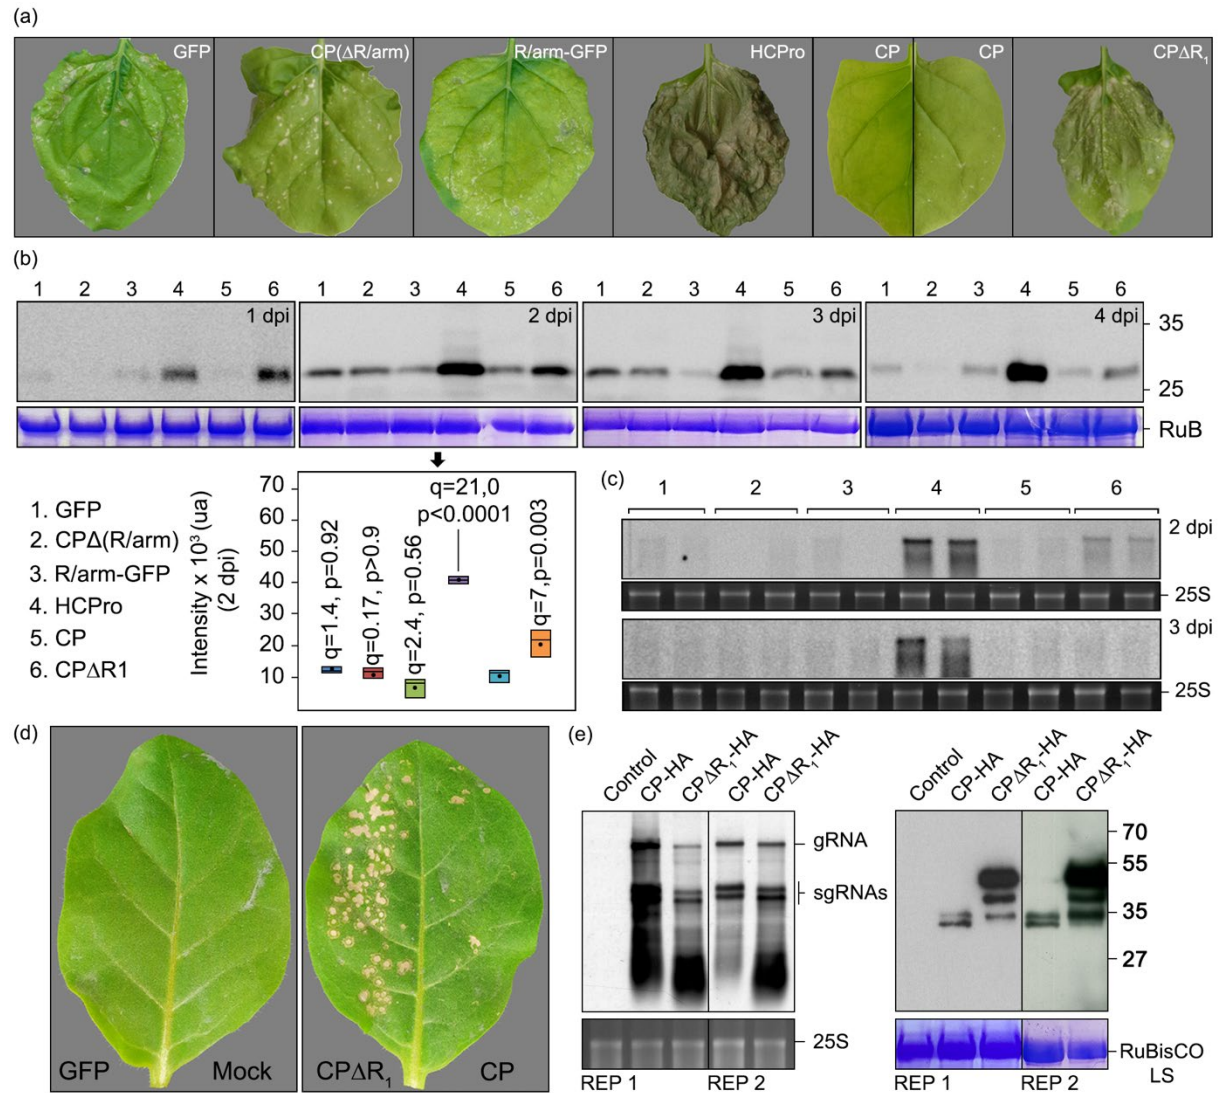 (a)
GFP
CP(ΔR/arm)
R/arm-GFP
HCPro
CP
CP
CPΔR₁
(b)
1 2 3 4 5 6 1 2 3 4 5 6 1 2 3 4 5 6 1 2 3 4 5 6
1 dpi
2 dpi
3 dpi
4 dpi
35
25
RuB
1. GFP
2. CPΔ(R/arm)
3. R/arm-GFP
4. HCPro
5. CP
6. CPΔR1
Intensity x 10³ (ua)
(2 dpi)
70
60
50
40
30
20
10
q=1.4, p=0.92
q=0.17, p>0.9
q=2.4, p=0.56
q=21,0
p<0.0001
q=7,p=0.003
(c)
1 2 3 4 5 6
2 dpi
25S
3 dpi
25S
(d)
GFP
Mock
CPΔR₁
CP
(e)
Control
CP-HA
CPΔR₁-HA
CP-HA
CPΔR₁-HA
gRNA
sgRNAs
25S
REP 1
REP 2
Control
CP-HA
CPΔR₁-HA
CP-HA
CPΔR₁-HA
70
55
35
27
RuBisCO
LS
REP 1
REP 2